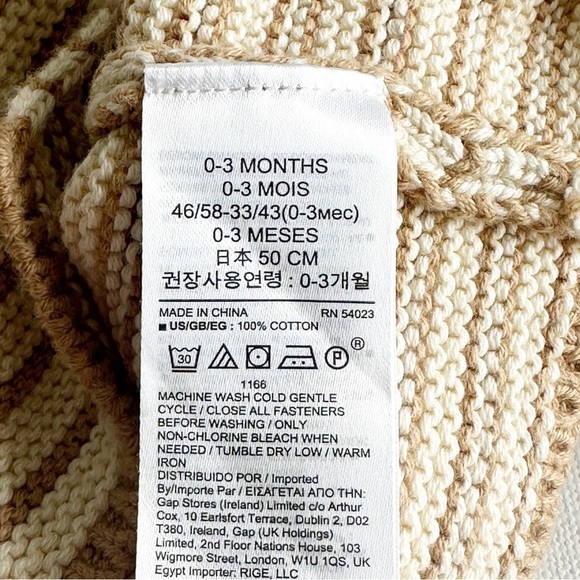 0-3 MONTHS
0-3 MOIS
46/58-33/43(0-3мес)
0-3 MESES
日本 50 CM
권장사용연령 : 0-3개월
MADE IN CHINA RN 54023
■ US/GB/EG : 100% COTTON
30 P ®
1166
MACHINE WASH COLD GENTLE
CYCLE / CLOSE ALL FASTENERS
BEFORE WASHING / ONLY
NON-CHLORINE BLEACH WHEN
NEEDED / TUMBLE DRY LOW / WARM
IRON
DISTRIBUIDO POR / Imported
By/Importe Par / ΕΙΣΑΓΕΤΑΙ ΑΠΟ ΤΗΝ:
Gap Stores (Ireland) Limited c/o Arthur
Cox, 10 Earlsfort Terrace, Dublin 2, D02
T380, Ireland, Gap (UK Holdings)
Limited, 2nd Floor Nations House, 103
Wigmore Street, London, W1U 1QS, UK
Egypt Importer: RIGE, LLC